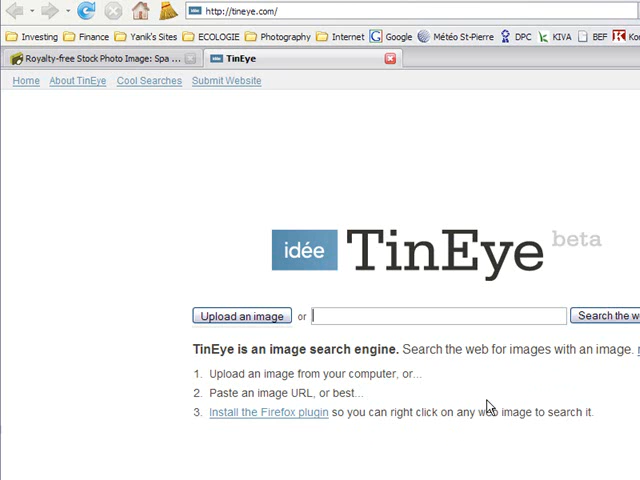 http://tineye.com/
Investing Finance Yanik's Sites ECOLOGIE Photography Internet Google Météo St-Pierre DPC KIVA BEF
Royalty-free Stock Photo Image: Spa ... TinEye
Home About TinEye Cool Searches Submit Website
idée TinEye beta
Upload an image or Search the
TinEye is an image search engine. Search the web for images with an image.
1. Upload an image from your computer, or...
2. Paste an image URL, or best...
3. Install the Firefox plugin so you can right click on any web image to search it.